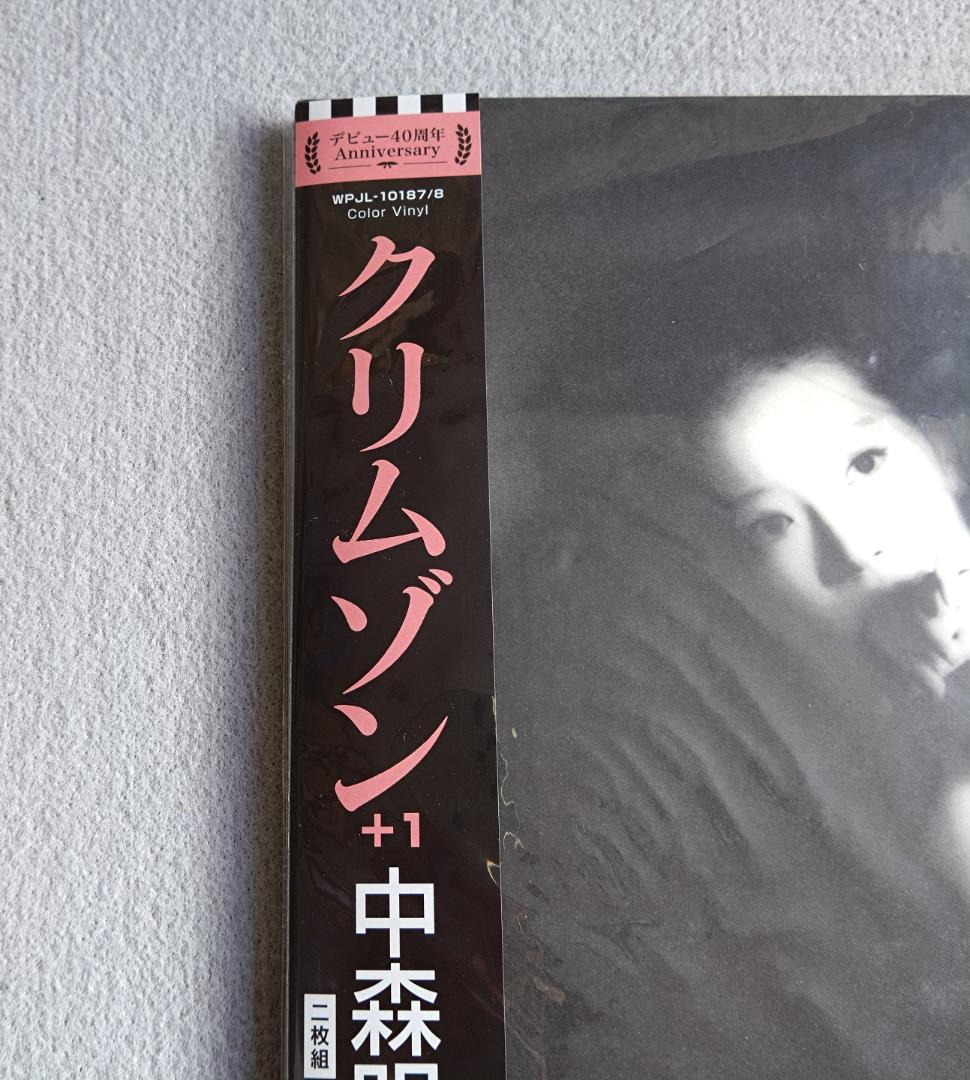 デビュー40周年
Anniversary
WPJL-10187/8
Color Vinyl
クリムゾン
+1
中森明
二枚組